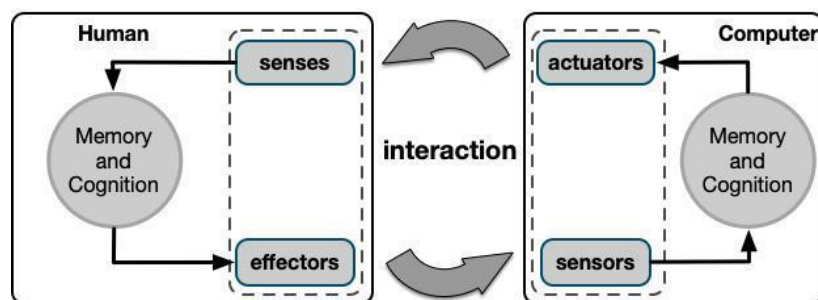 Human
senses
Memory
and
Cognition
effectors
interaction
Computer
actuators
Memory
and
Cognition
sensors